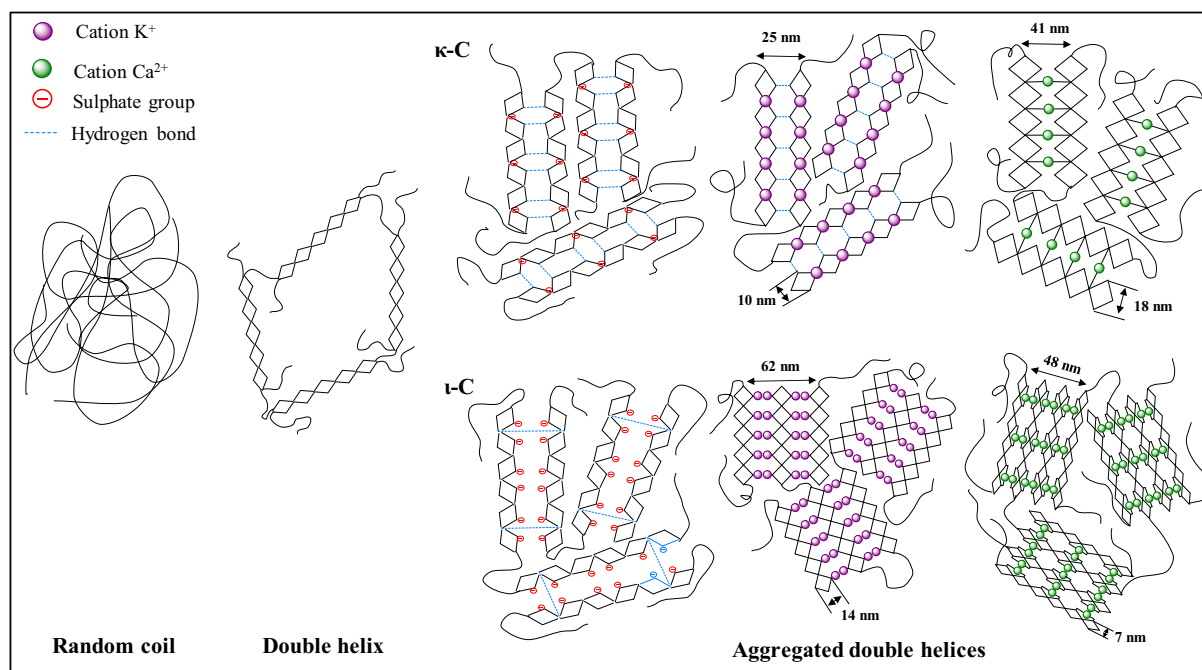 Cation K⁺
Cation Ca²⁺
Sulphate group
Hydrogen bond
κ-C
25 nm
41 nm
10 nm
18 nm
ι-C
62 nm
48 nm
14 nm
7 nm
Random coil
Double helix
Aggregated double helices